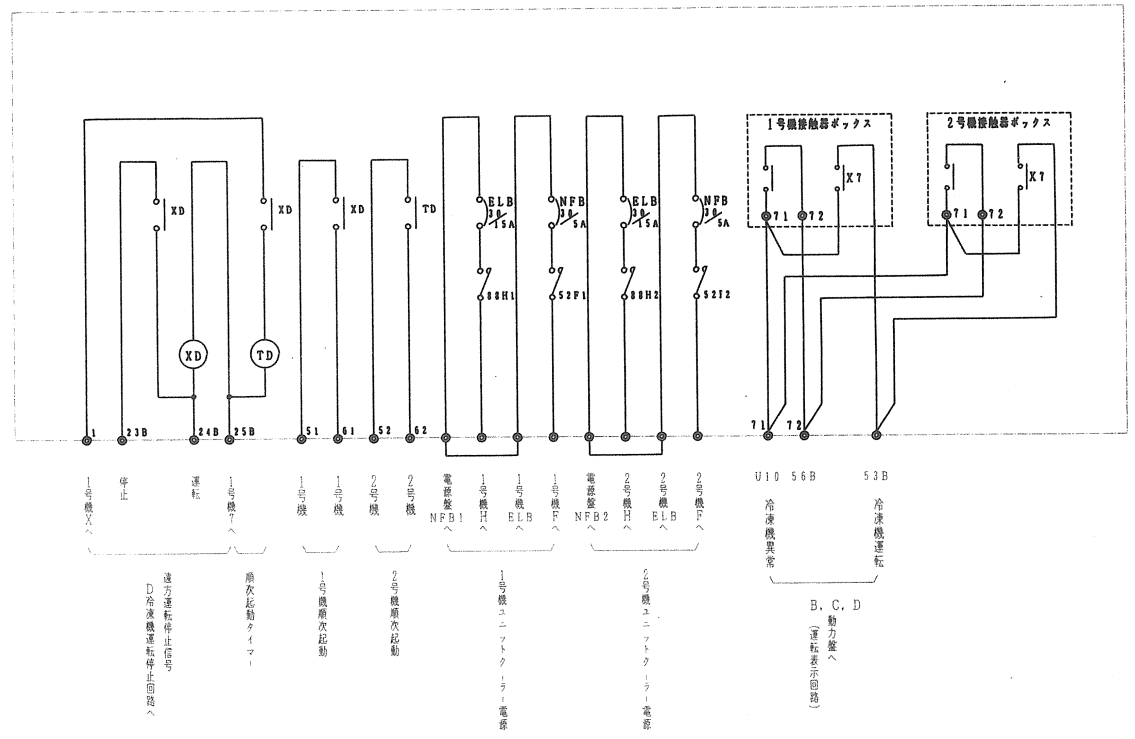 1号機接触器ボックス
2号機接触器ボックス
X7
X7
71
72
71
72
XD
XD
XD
TD
ELB
30/15A
NFB
30/5A
ELB
30/15A
NFB
30/5A
88H1
52F1
88H2
52F2
XD
TD
1
23B
24B
25B
51
61
52
62
71
72
1号機Xへ
停止
運転
1号機7へ
1号機
1号機
2号機
2号機
電源盤
NFB1へ
1号機
Hへ
1号機
ELBへ
1号機
Fへ
電源盤
NFB2へ
2号機
Hへ
2号機
ELBへ
2号機
Fへ
U10
56B
53B
冷凍機異常
冷凍機運転
遠方運転停止信号
D冷凍機運転停止回路へ
順次起動タイマー
1号機順次起動
2号機順次起動
1号機ユニットクーラー電源
2号機ユニットクーラー電源
B, C, D
動力盤へ
(運転表示回路)